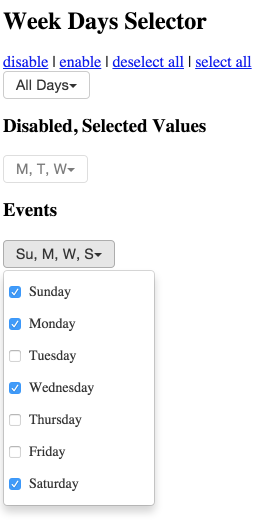 Week Days Selector
disable | enable | deselect all | select all
All Days
Disabled, Selected Values
M, T, W
Events
Su, M, W, S
Sunday
Monday
Tuesday
Wednesday
Thursday
Friday
Saturday